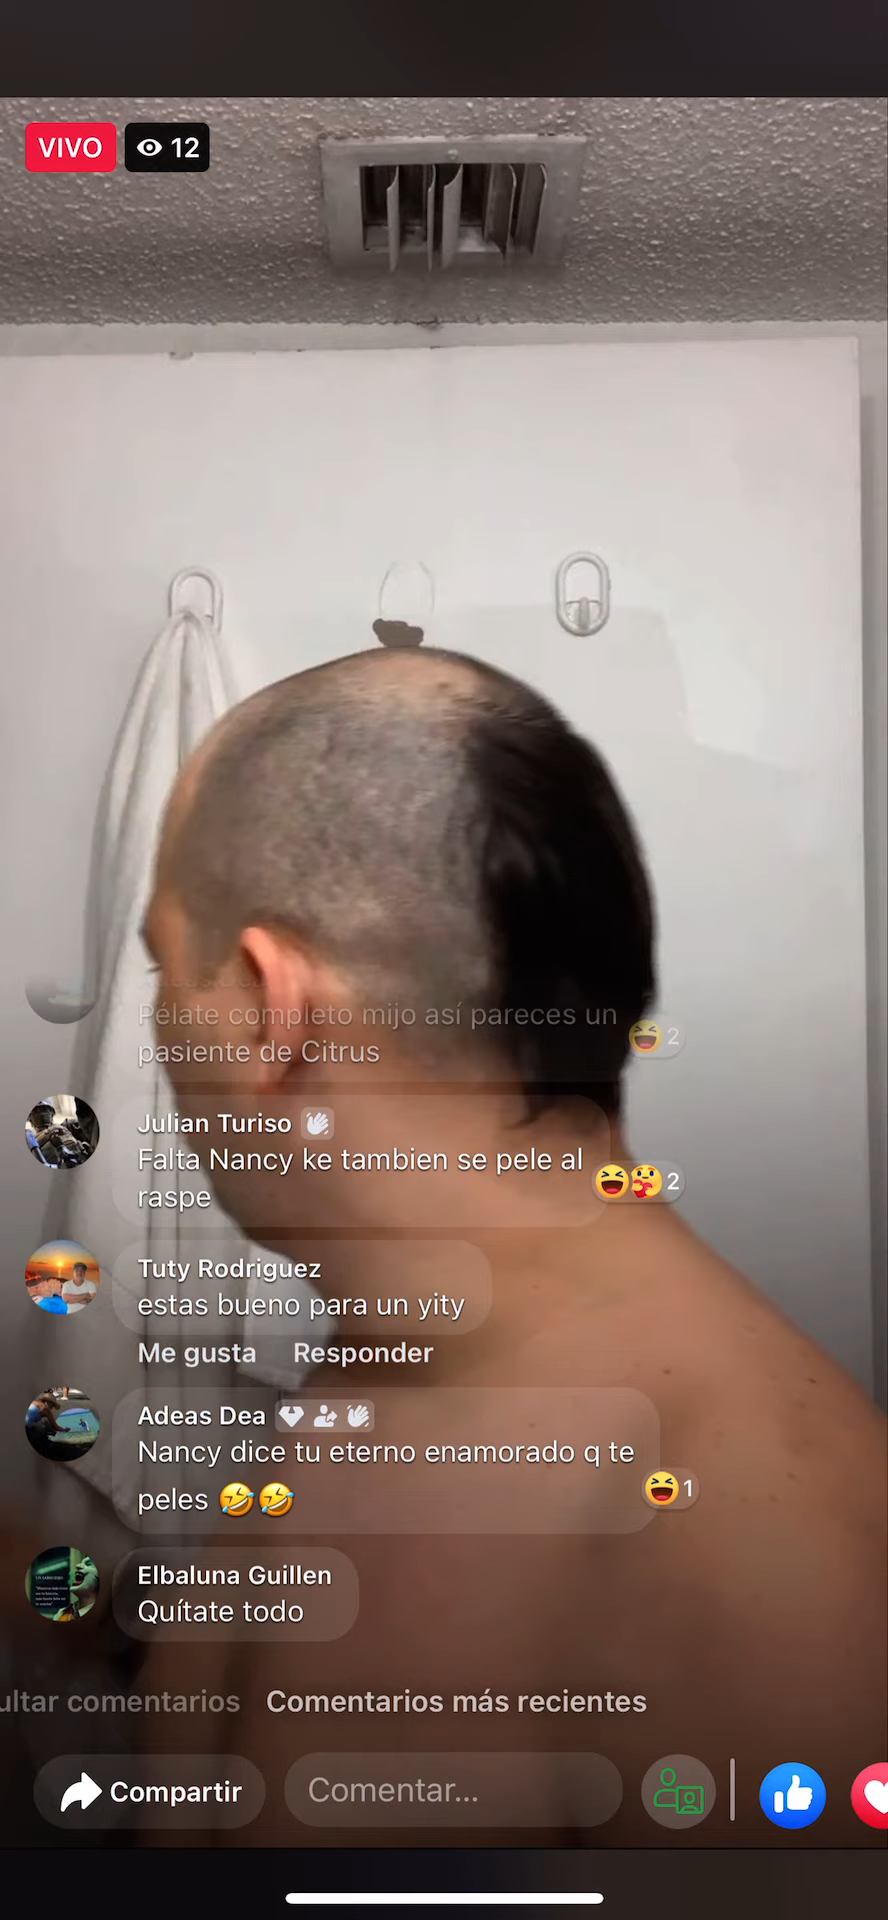 VIVO
12
Pélate completo mijo así pareces un
pasiente de Citrus
2
Julian Turiso
Falta Nancy ke tambien se pele al
raspe
2
Tuty Rodriguez
estas bueno para un yity
Me gusta Responder
Adeas Dea
Nancy dice tu eterno enamorado q te
peles 🤣🤣
1
Elbaluna Guillen
Quítate todo
ultar comentarios Comentarios más recientes
Compartir Comentar...